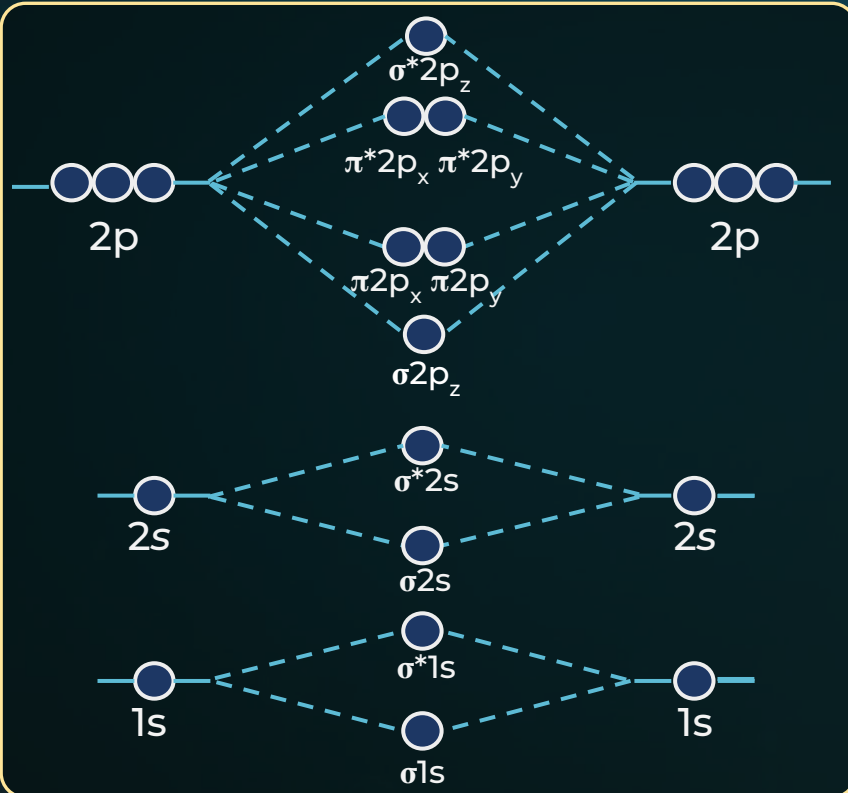 σ*2pz
π*2px π*2py
2p 2p
π2px π2py
σ2pz
σ*2s
2s 2s
σ2s
σ*1s
1s 1s
σ1s